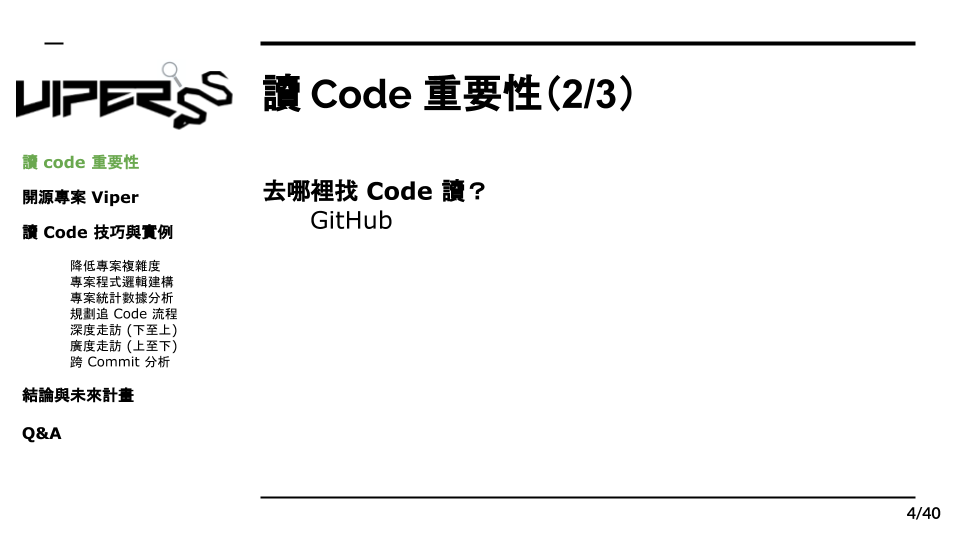 VIPER
讀 Code 重要性(2/3)
讀 code 重要性
開源專案 Viper
讀 Code 技巧與實例
降低專案複雜度
專案程式邏輯建構
專案統計數據分析
規劃追 Code 流程
深度走訪 (下至上)
廣度走訪 (上至下)
跨 Commit 分析
結論與未來計畫
Q&A
去哪裡找 Code 讀？
GitHub
4/40